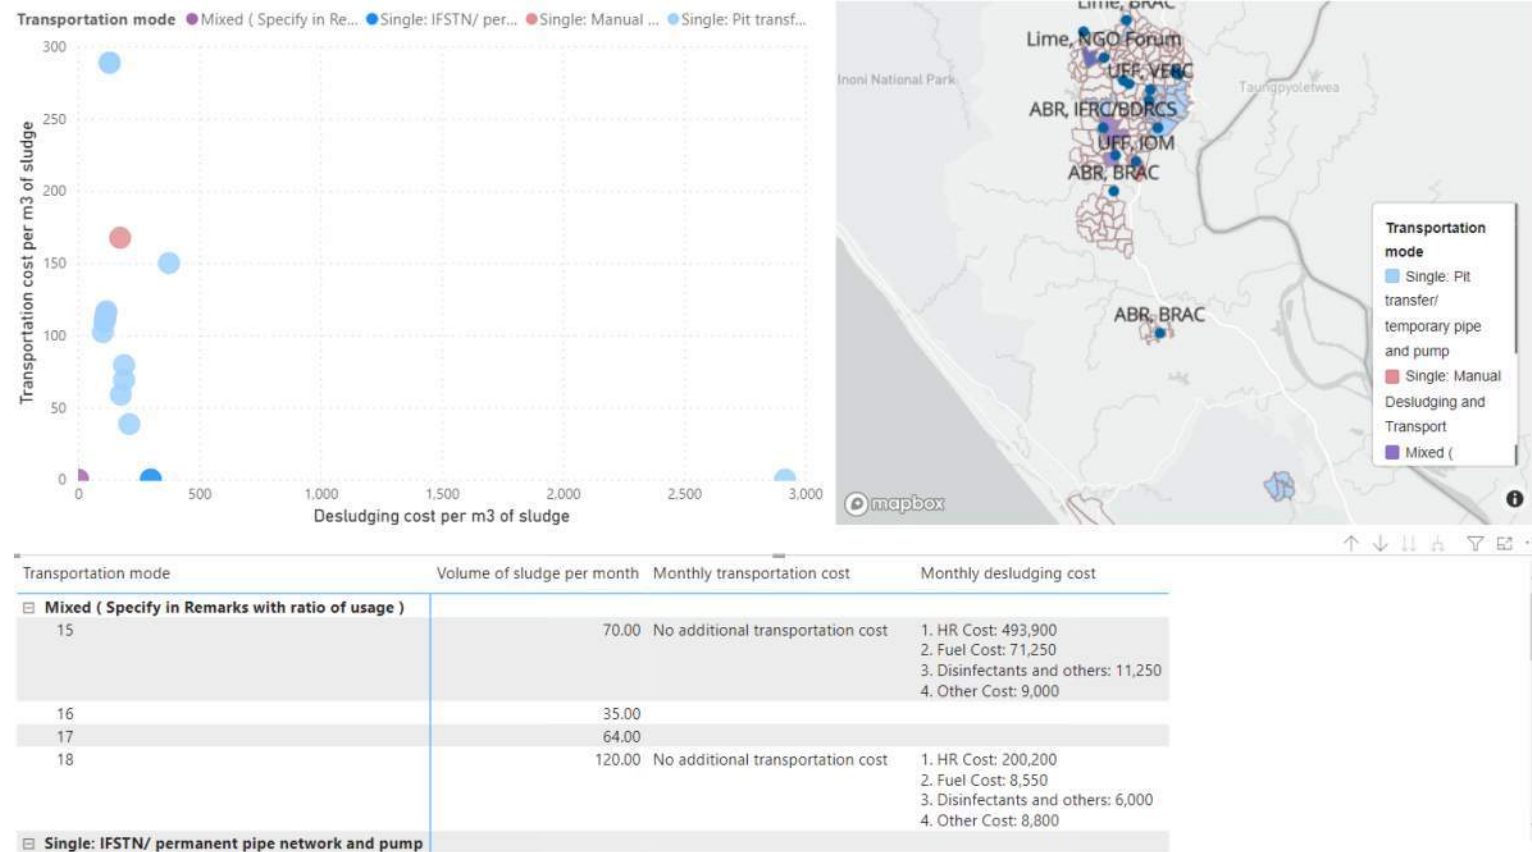 Transportation mode Mixed ( Specify in Re... Single: IFSTN/ per... Single: Manual ... Single: Pit transf...
300
250
200
150
100
50
0
Transportation cost per m3 of sludge
0 500 1,000 1,500 2,000 2,500 3,000
Desludging cost per m3 of sludge
Lime, BRAC
Lime, NGO Forum
UFF, VERC
Inoni National Park
Taungpyoletwea
ABR, IFRC/BDRCS
UFF, IOM
ABR, BRAC
ABR, BRAC
Transportation
mode
Single: Pit
transfer/
temporary pipe
and pump
Single: Manual
Desludging and
Transport
Mixed (
mapbox
Transportation mode Volume of sludge per month Monthly transportation cost Monthly desludging cost
Mixed ( Specify in Remarks with ratio of usage )
15 70.00 No additional transportation cost 1. HR Cost: 493,900
2. Fuel Cost: 71,250
3. Disinfectants and others: 11,250
4. Other Cost: 9,000
16 35.00
17 64.00
18 120.00 No additional transportation cost 1. HR Cost: 200,200
2. Fuel Cost: 8,550
3. Disinfectants and others: 6,000
4. Other Cost: 8,800
Single: IFSTN/ permanent pipe network and pump